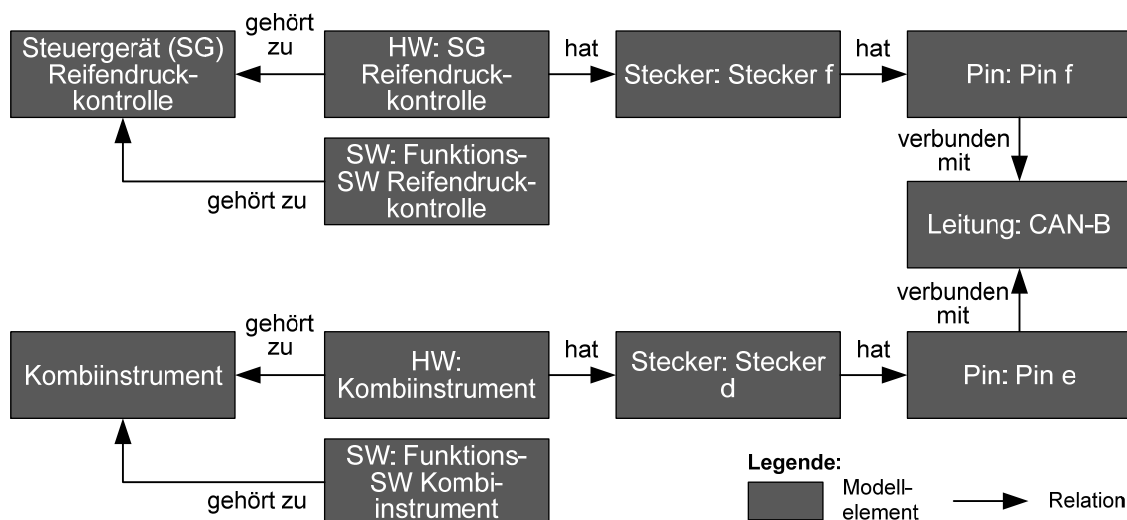 gehört
zu
Steuergerät (SG)
Reifendruck-
kontrolle
HW: SG
Reifendruck-
kontrolle
hat
Stecker: Stecker f
hat
Pin: Pin f
SW: Funktions-
SW Reifendruck-
kontrolle
gehört zu
verbunden
mit
Leitung: CAN-B
verbunden
mit
gehört
zu
Kombiinstrument
HW:
Kombiinstrument
hat
Stecker: Stecker
d
hat
Pin: Pin e
SW: Funktions-
SW Kombi-
instrument
gehört zu
Legende:
Modell-
element
Relation